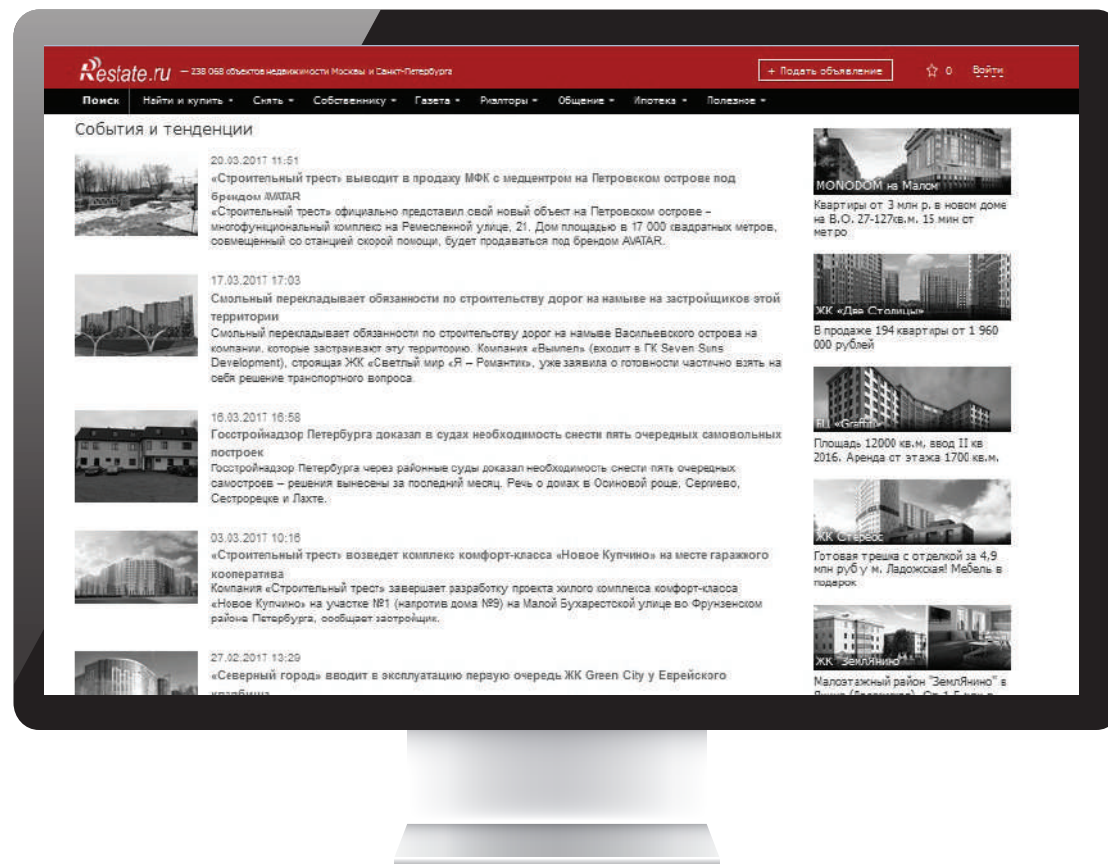 Restate.ru — 238 068 объектов недвижимости Москвы и Санкт-Петербурга
+ Подать объявление
0
Войти
Поиск Найти и купить Снять Собственнику Газета Риэлторы Общение Ипотека Полезное
События и тенденции
20.03.2017 11:51
«Строительный трест» выводит в продажу МФК с медцентром на Петровском острове под
брендом AVATAR
«Строительный трест» официально представил свой новый объект на Петровском острове –
многофункциональный комплекс на Ремесленной улице, 21. Дом площадью в 17 000 квадратных метров,
совмещенный со станцией скорой помощи, будет продаваться под брендом AVATAR.
17.03.2017 17:03
Смольный перекладывает обязанности по строительству дорог на намыве на застройщиков этой
территории
Смольный перекладывает обязанности по строительству дорог на намыве Васильевского острова на
компании, которые застраивают эту территорию. Компания «Вымпел» (входит в ГК Seven Suns
Development), строящая ЖК «Светлый мир «Я – Романтик», уже заявила о готовности частично взять на
себя решение транспортного вопроса.
16.03.2017 16:58
Госстройнадзор Петербурга доказал в судах необходимость снести пять очередных самовольных
построек
Госстройнадзор Петербурга через районные суды доказал необходимость снести пять очередных
самостроев – решения вынесены за последний месяц. Речь о домах в Осиновой роще, Сергиево,
Сестрорецке и Лахте.
03.03.2017 10:16
«Строительный трест» возведет комплекс комфорт-класса «Новое Купчино» на месте гаражного
кооператива
Компания «Строительный трест» завершает разработку проекта жилого комплекса комфорт-класса
«Новое Купчино» на участке №1 (напротив дома №9) на Малой Бухарестской улице во Фрунзенском
районе Петербурга, сообщает застройщик.
27.02.2017 13:29
«Северный город» вводит в эксплуатацию первую очередь ЖК Green City у Еврейского
кладбища
MONODOM на Малом
Квартиры от 3 млн р. в новом доме
на В.О. 27-127кв.м. 15 мин от
метро
ЖК «Две Столицы»
В продаже 194 квартиры от 1 960
000 рублей
БЦ «Graffit»
Площадь 12000 кв.м, ввод II кв
2016. Аренда от этажа 1700 кв.м.
ЖК Стереос
Готовая трешка с отделкой за 4,9
млн руб у м. Ладожская! Мебель в
подарок
ЖК "ЗемлЯнино"
Малоэтажный район "ЗемлЯнино" в